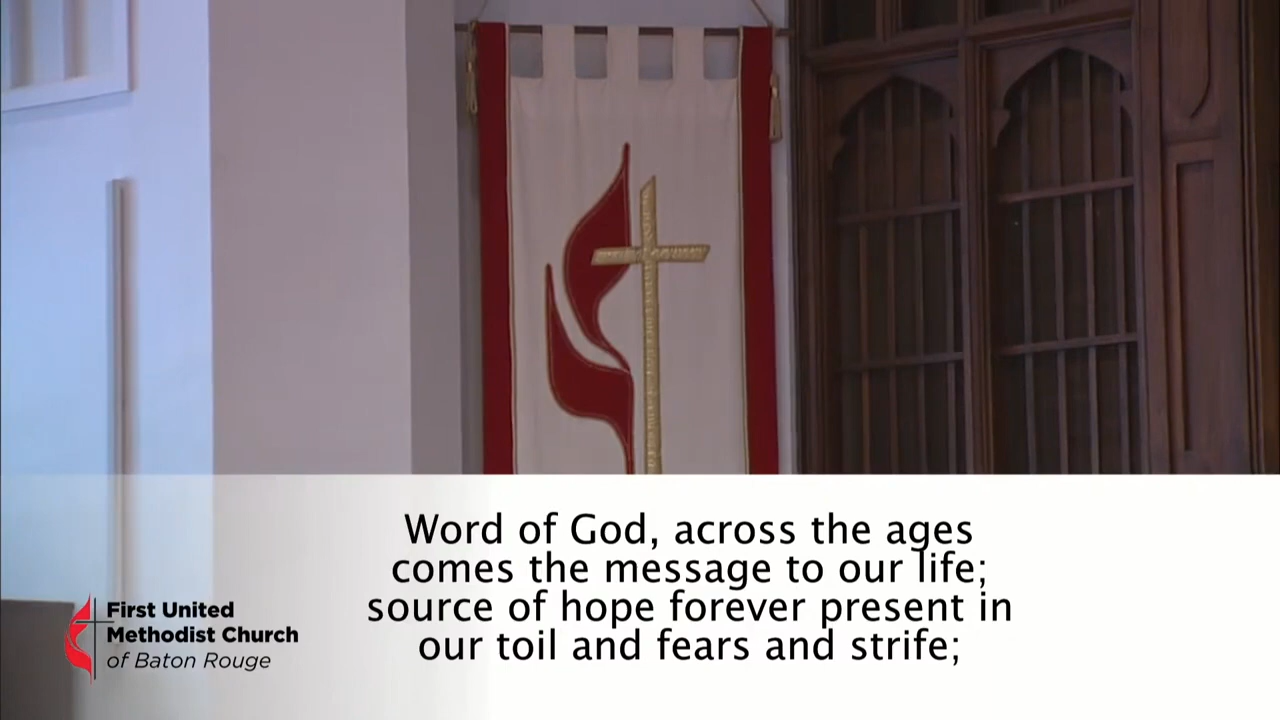 Word of God, across the ages
comes the message to our life;
source of hope forever present in
our toil and fears and strife;
First United
Methodist Church
of Baton Rouge